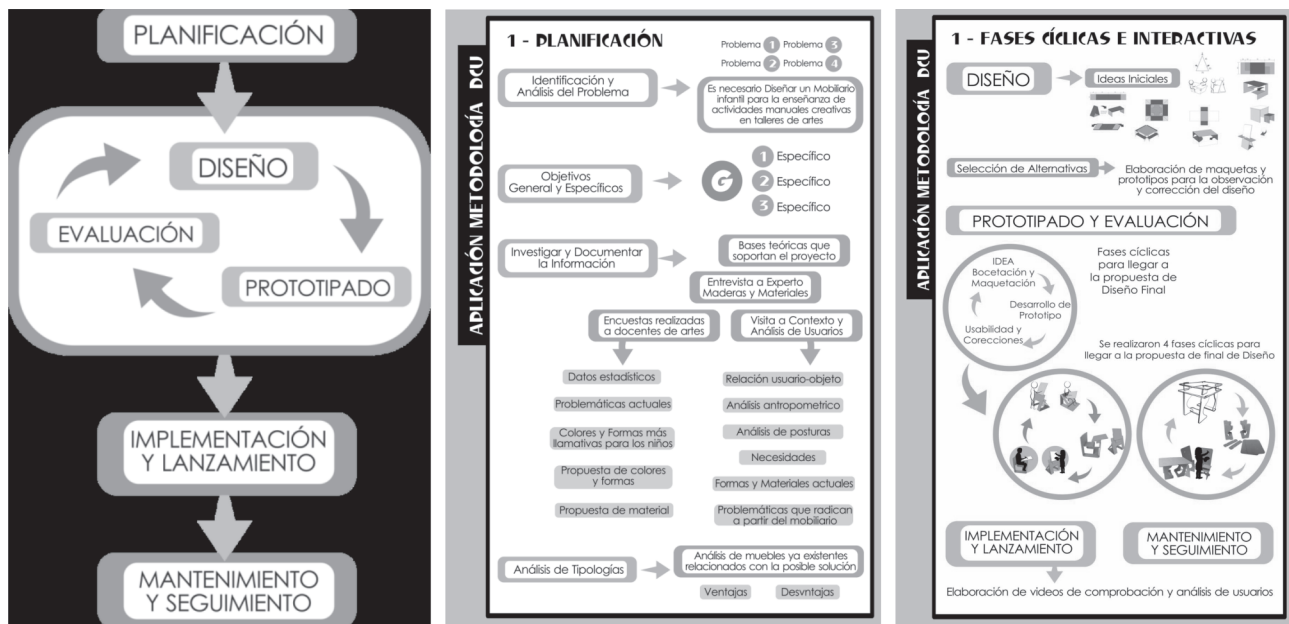 PLANIFICACIÓN
DISEÑO
EVALUACIÓN
PROTOTIPADO
IMPLEMENTACIÓN
Y LANZAMIENTO
MANTENIMIENTO
Y SEGUIMIENTO
APLICACIÓN METODOLOGÍA DCU
1 - PLANIFICACIÓN
Problema 1 Problema 3
Problema 2 Problema 4
Identificación y
Análisis del Problema
Es necesario Diseñar un Mobiliario
infantil para la enseñanza de
actividades manuales creativas
en talleres de artes
Objetivos
General y Específicos
G
1 Específico
2 Específico
3 Específico
Investigar y Documentar
la Información
Bases teóricas que
soportan el proyecto
Entrevista a Experto
Maderas y Materiales
Encuestas realizadas
a docentes de artes
Visita a Contexto y
Análisis de Usuarios
Datos estadísticos
Problemáticas actuales
Colores y Formas más
llamativas para los niños
Propuesta de colores
y formas
Propuesta de material
Relación usuario-objeto
Análisis antropometrico
Análisis de posturas
Necesidades
Formas y Materiales actuales
Problemáticas que radican
a partir del mobiliario
Análisis de Tipologías
Análisis de muebles ya existentes
relacionados con la posible solución
Ventajas
Desvntajas
APLICACIÓN METODOLOGÍA DCU
1 - FASES CÍCLICAS E INTERACTIVAS
DISEÑO
Ideas Iniciales
Selección de Alternativas
Elaboración de maquetas y
prototipos para la observación
y corrección del diseño
PROTOTIPADO Y EVALUACIÓN
IDEA
Bocetación y
Maquetación
Desarrollo de
Prototipo
Usabilidad y
Corecciones
Fases cíclicas
para llegar a
la propuesta de
Diseño Final
Se realizaron 4 fases cíclicas para
llegar a la propuesta de final de Diseño
IMPLEMENTACIÓN
Y LANZAMIENTO
MANTENIMIENTO
Y SEGUIMIENTO
Elaboración de videos de comprobación y análisis de usuarios